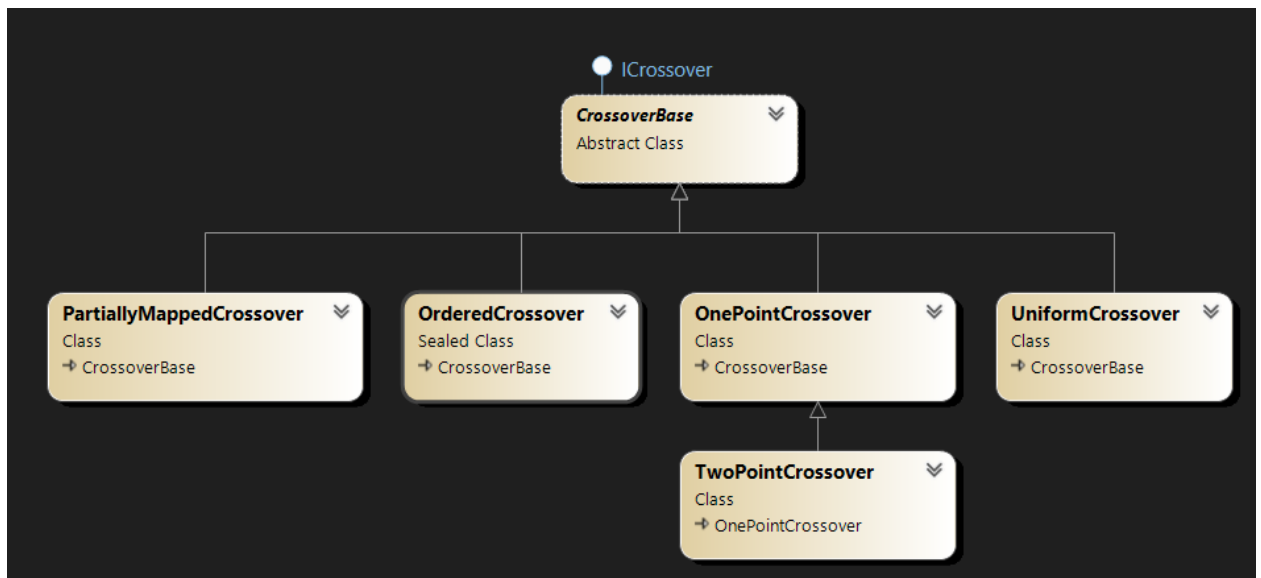 ICrossover
CrossoverBase
Abstract Class
PartiallyMappedCrossover
Class
CrossoverBase
OrderedCrossover
Sealed Class
CrossoverBase
OnePointCrossover
Class
CrossoverBase
UniformCrossover
Class
CrossoverBase
TwoPointCrossover
Class
OnePointCrossover